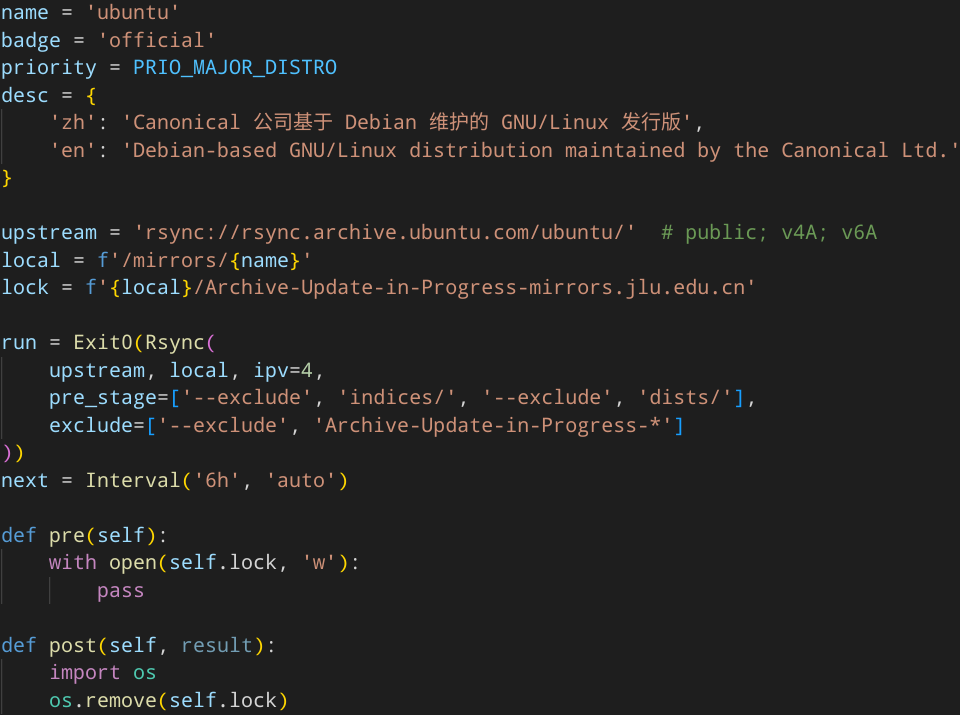 name = 'ubuntu'
badge = 'official'
priority = PRIO_MAJOR_DISTRO
desc = {
    'zh': 'Canonical 公司基于 Debian 维护的 GNU/Linux 发行版',
    'en': 'Debian-based GNU/Linux distribution maintained by the Canonical Ltd.'
}

upstream = 'rsync://rsync.archive.ubuntu.com/ubuntu/'  # public; v4A; v6A
local = f'/mirrors/{name}'
lock = f'{local}/Archive-Update-in-Progress-mirrors.jlu.edu.cn'

run = Exit0(Rsync(
    upstream, local, ipv=4,
    pre_stage=['--exclude', 'indices/', '--exclude', 'dists/'],
    exclude=['--exclude', 'Archive-Update-in-Progress-*']
))
next = Interval('6h', 'auto')

def pre(self):
    with open(self.lock, 'w'):
        pass

def post(self, result):
    import os
    os.remove(self.lock)